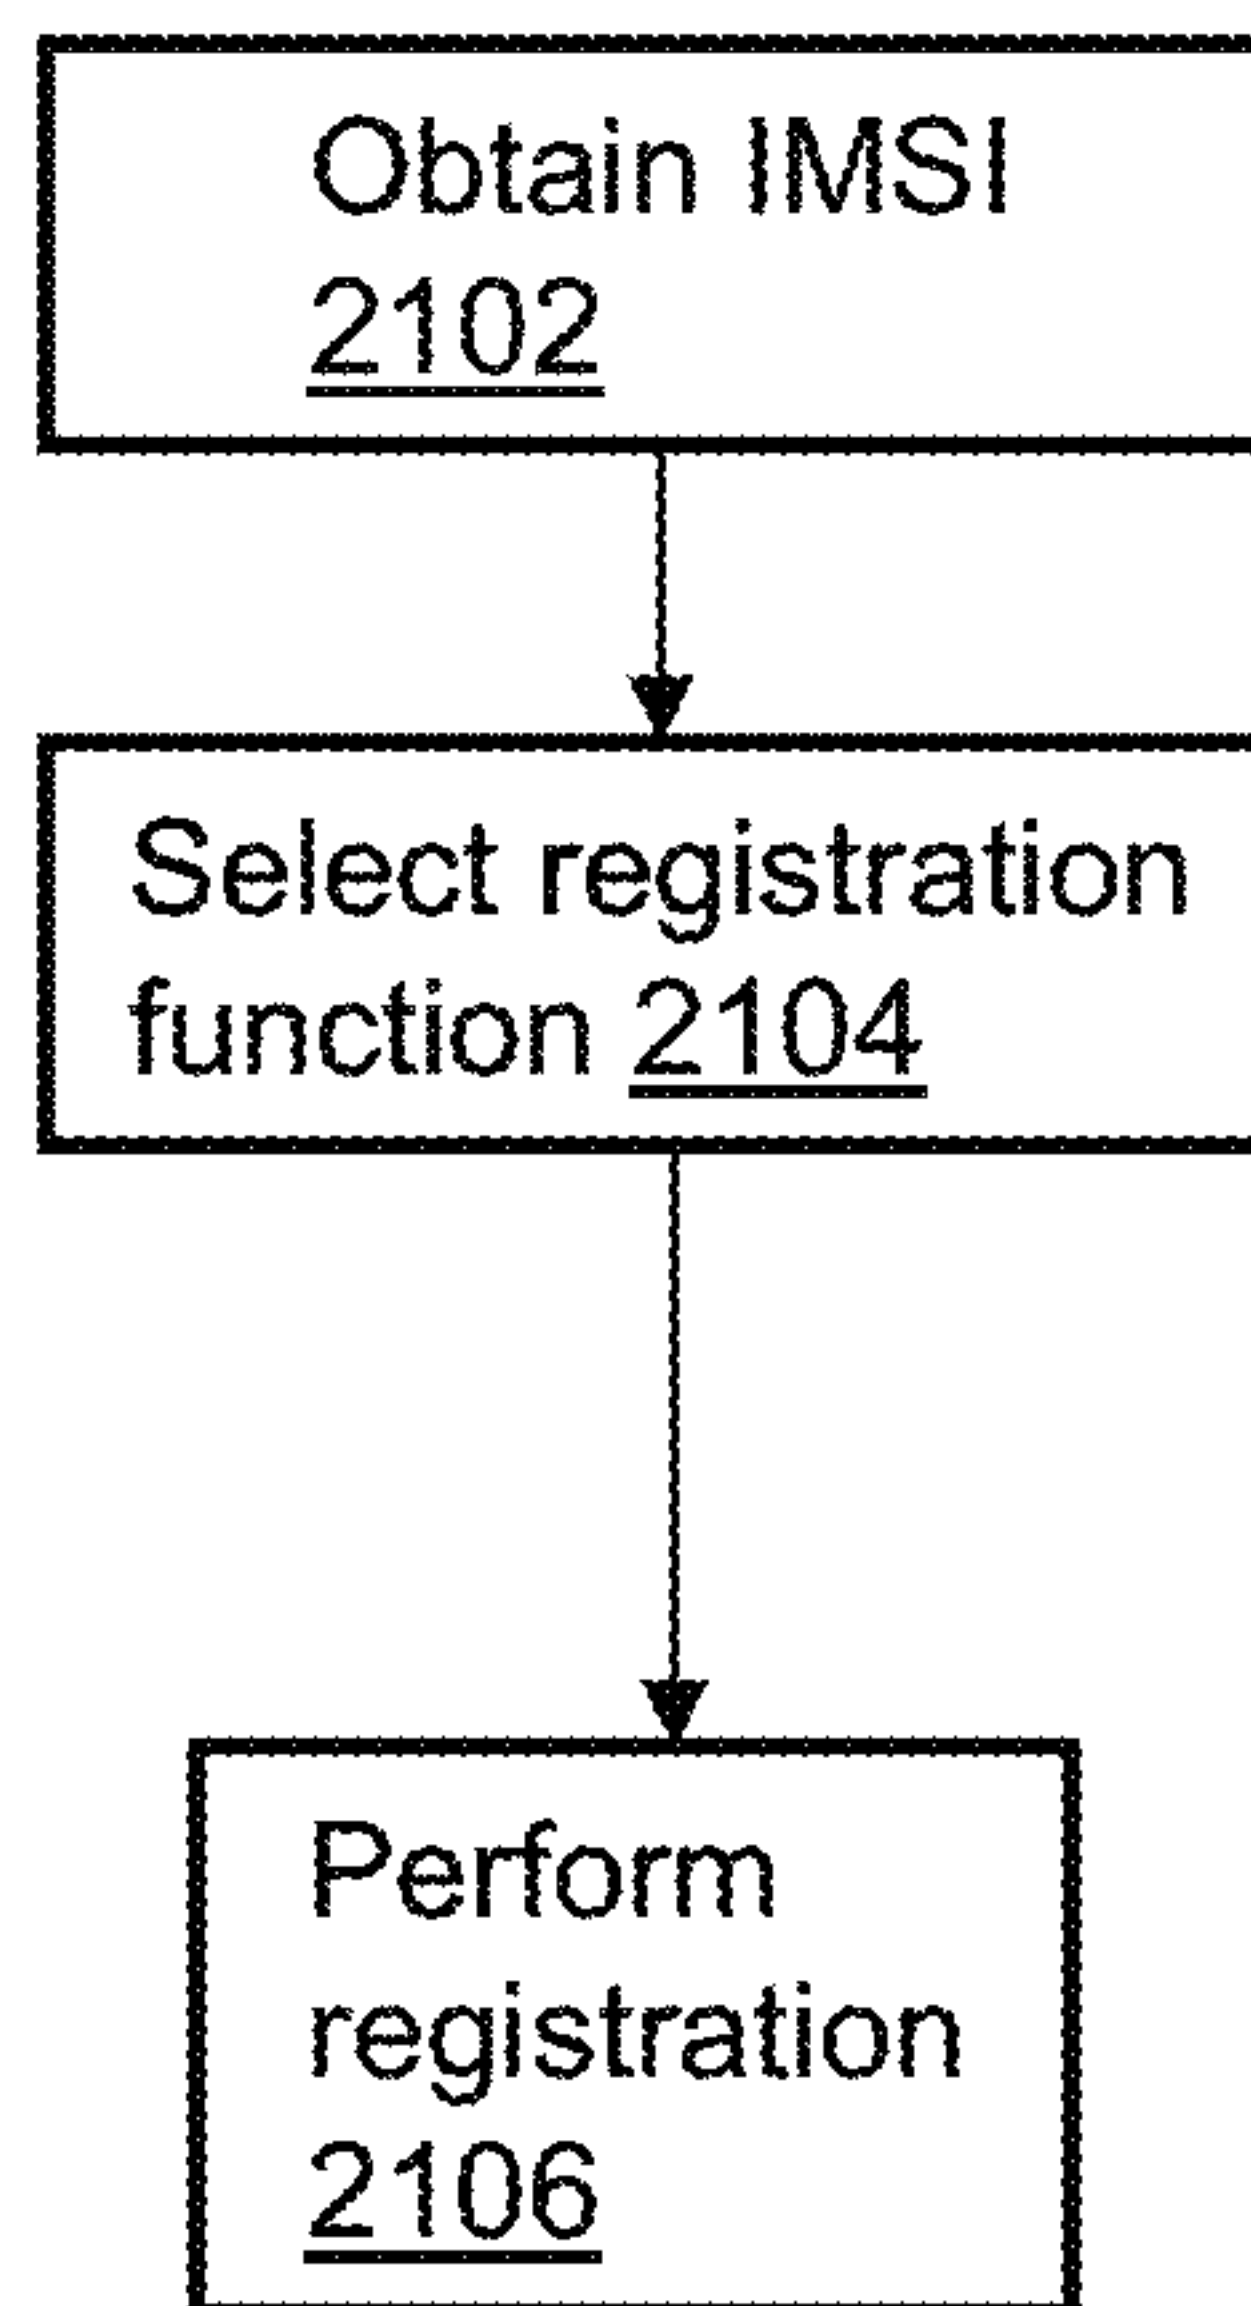 Obtain IMSI
2102
Select registration
function 2104
Perform
registration
2106